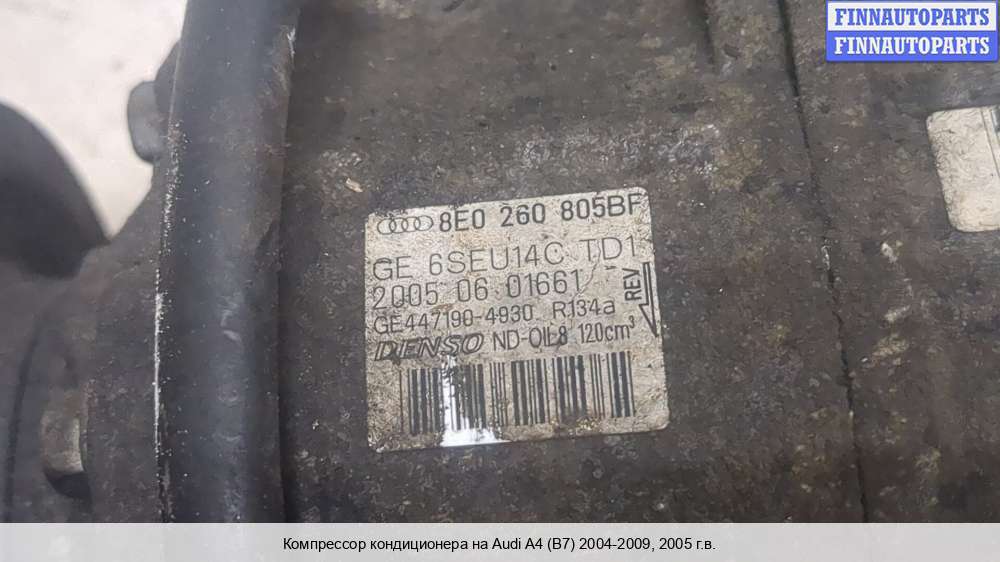 FINNAUTOPARTS
FINNAUTOPARTS
8E0 260 805BF
GE 6SEU14C TD1
2005 06 01661
GE447190-4930 R134a
REV
DENSO ND-OIL8 120cm³
Компрессор кондиционера на Audi A4 (B7) 2004-2009, 2005 г.в.